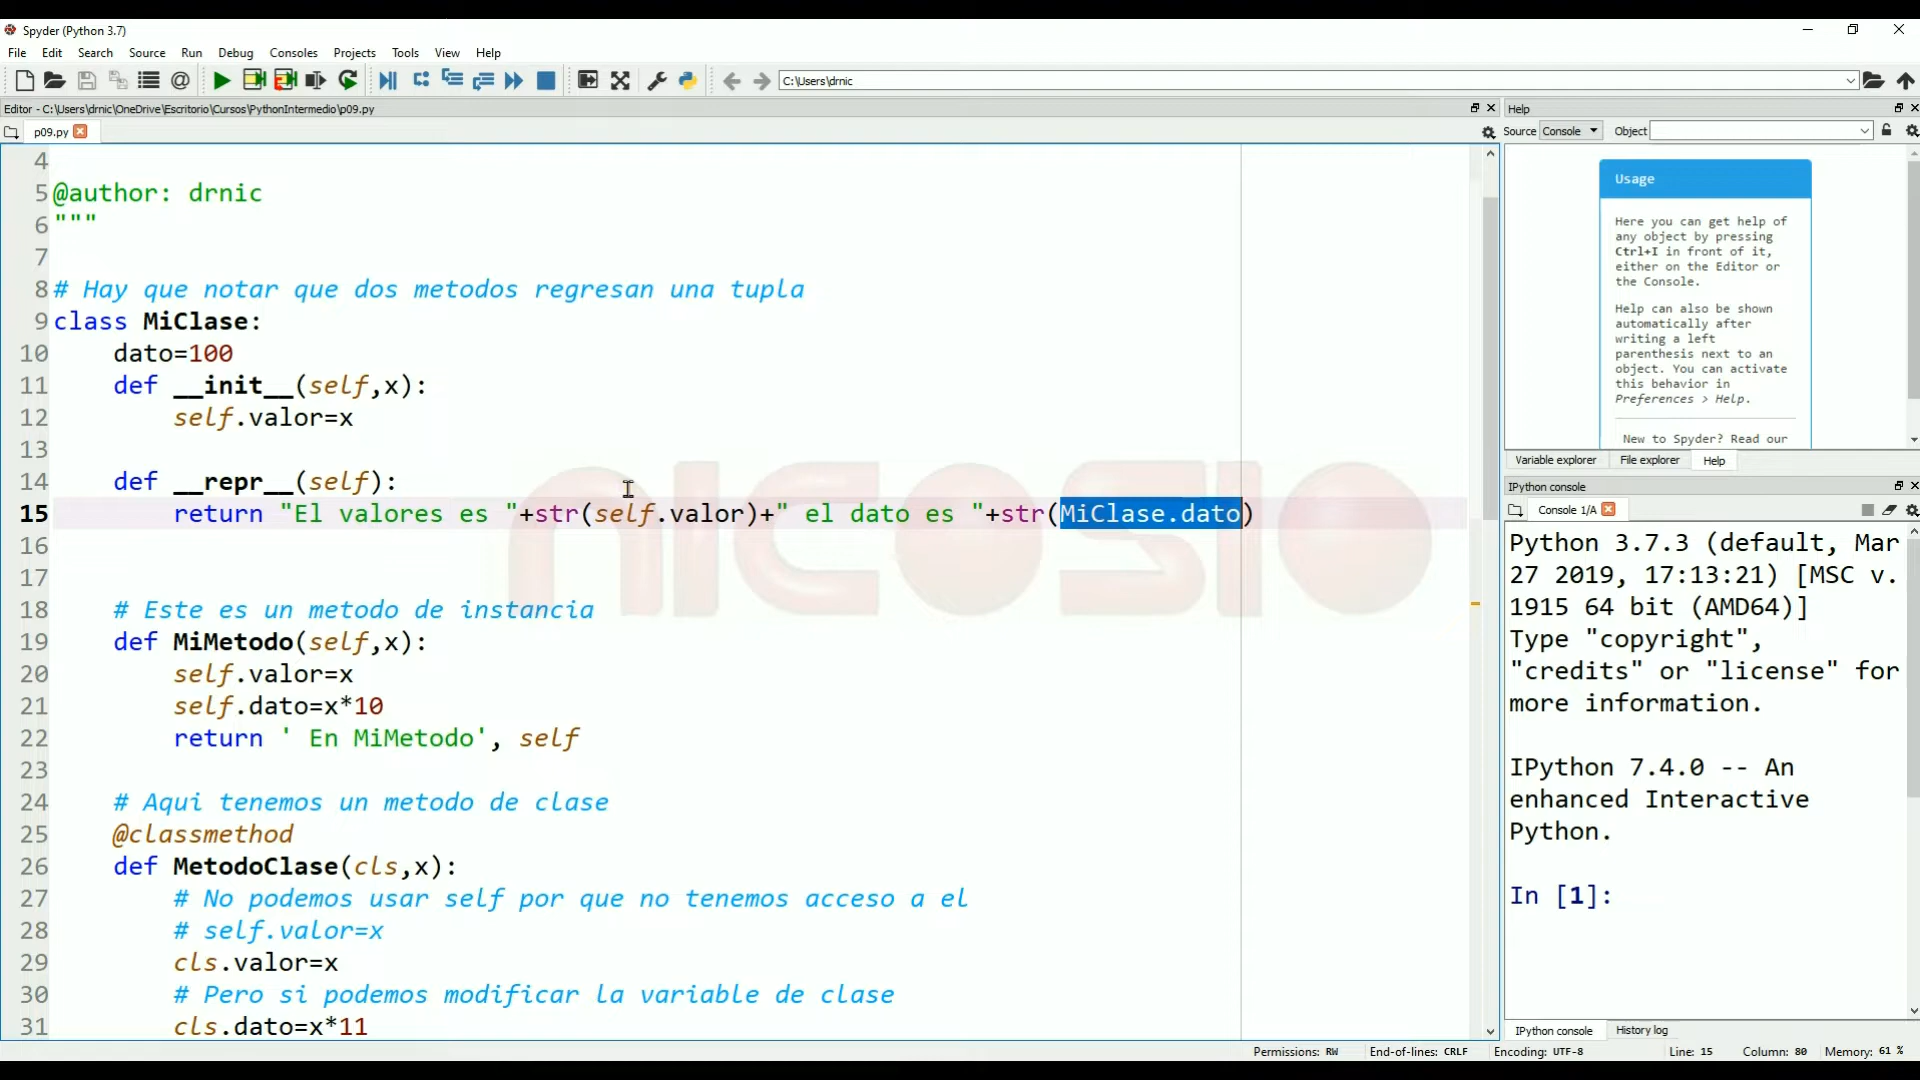 Spyder (Python 3.7)
File Edit Search Source Run Debug Consoles Projects Tools View Help
C:\Users\drnic
Editor - C:\Users\drnic\OneDrive\Escritorio\Cursos\PythonIntermedio\p09.py
p09.py
4
5 @author: drnic
6 """
7
8 # Hay que notar que dos metodos regresan una tupla
9 class MiClase:
10 dato=100
11 def __init__(self,x):
12 self.valor=x
13
14 def __repr__(self):
15 return "El valores es "+str(self.valor)+" el dato es "+str(MiClase.dato)
16
17
18 # Este es un metodo de instancia
19 def MiMetodo(self,x):
20 self.valor=x
21 self.dato=x*10
22 return ' En MiMetodo', self
23
24 # Aqui tenemos un metodo de clase
25 @classmethod
26 def MetodoClase(cls,x):
27 # No podemos usar self por que no tenemos acceso a el
28 # self.valor=x
29 cls.valor=x
30 # Pero si podemos modificar la variable de clase
31 cls.dato=x*11
NICOSIO
Help
Source Console Object
Usage
Here you can get help of
any object by pressing
Ctrl+I in front of it,
either on the Editor or
the Console.
Help can also be shown
automatically after
writing a left
parenthesis next to an
object. You can activate
this behavior in
Preferences > Help.
New to Spyder? Read our
Variable explorer File explorer Help
IPython console
Console 1/A
Python 3.7.3 (default, Mar
27 2019, 17:13:21) [MSC v.
1915 64 bit (AMD64)]
Type "copyright",
"credits" or "license" for
more information.
IPython 7.4.0 -- An
enhanced Interactive
Python.
In [1]:
IPython console History log
Permissions: RW End-of-lines: CRLF Encoding: UTF-8 Line: 15 Column: 80 Memory: 61 %